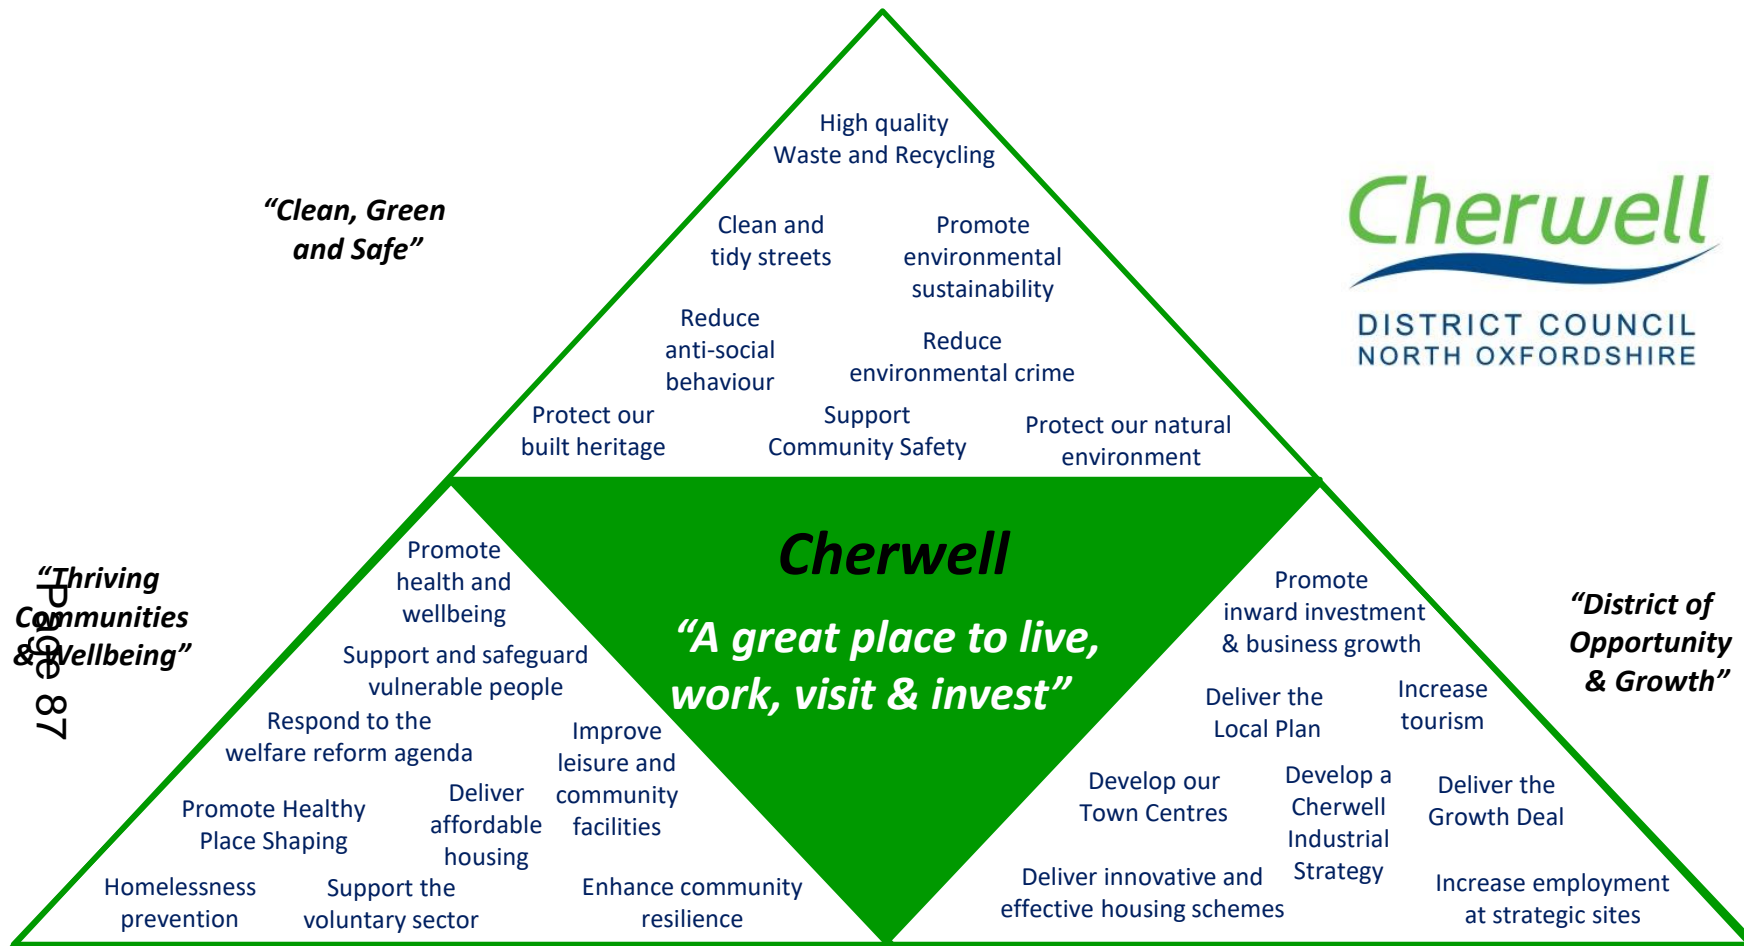 High quality
Waste and Recycling
“Clean, Green
and Safe”
Clean and
tidy streets
Promote
environmental
sustainability
Reduce
anti-social
behaviour
Reduce
environmental crime
Protect our
built heritage
Support
Community Safety
Protect our natural
environment
Cherwell
DISTRICT COUNCIL
NORTH OXFORDSHIRE
Cherwell
“A great place to live,
work, visit & invest”
“Thriving
Communities
& Wellbeing”
Page 87
Promote
health and
wellbeing
Support and safeguard
vulnerable people
Respond to the
welfare reform agenda
Improve
leisure and
community
facilities
Promote Healthy
Place Shaping
Deliver
affordable
housing
Homelessness
prevention
Support the
voluntary sector
Enhance community
resilience
“District of
Opportunity
& Growth”
Promote
inward investment
& business growth
Deliver the
Local Plan
Increase
tourism
Develop our
Town Centres
Develop a
Cherwell
Industrial
Strategy
Deliver the
Growth Deal
Deliver innovative and
effective housing schemes
Increase employment
at strategic sites